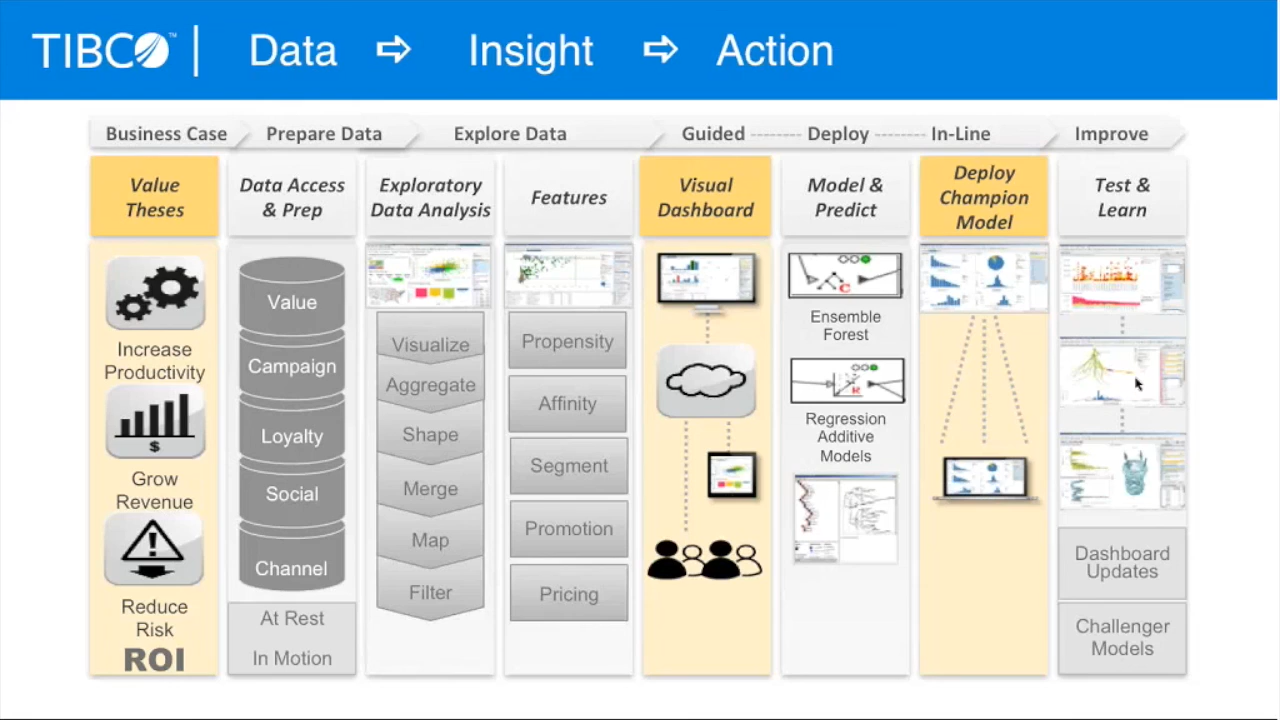 TIBCO™ | Data ⇨ Insight ⇨ Action
Business Case
Prepare Data
Explore Data
Guided -------- Deploy -------- In-Line
Improve
Value
Theses
Data Access
& Prep
Exploratory
Data Analysis
Features
Visual
Dashboard
Model &
Predict
Deploy
Champion
Model
Test &
Learn
Increase
Productivity
$
Grow
Revenue
Reduce
Risk
ROI
Value
Campaign
Loyalty
Social
Channel
At Rest
In Motion
Visualize
Aggregate
Shape
Merge
Map
Filter
Propensity
Affinity
Segment
Promotion
Pricing
C
Ensemble
Forest
R
Regression
Additive
Models
Dashboard
Updates
Challenger
Models